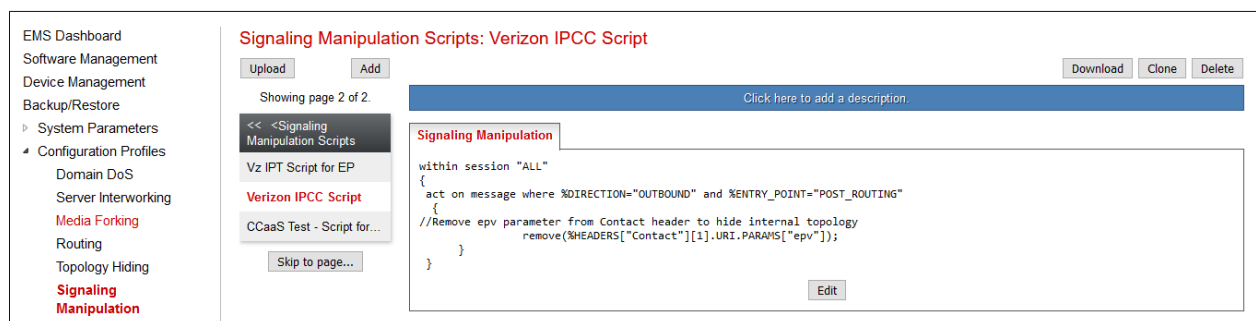 EMS Dashboard
Software Management
Device Management
Backup/Restore
System Parameters
Configuration Profiles
Domain DoS
Server Interworking
Media Forking
Routing
Topology Hiding
Signaling
Manipulation
Signaling Manipulation Scripts: Verizon IPCC Script
Upload Add
Download Clone Delete
Showing page 2 of 2.
<< <Signaling
Manipulation Scripts
Vz IPT Script for EP
Verizon IPCC Script
CCaaS Test - Script for...
Skip to page...
Click here to add a description.
Signaling Manipulation
within session "ALL"
{
act on message where %DIRECTION="OUTBOUND" and %ENTRY_POINT="POST_ROUTING"
{
//Remove epv parameter from Contact header to hide internal topology
remove(%HEADERS["Contact"][1].URI.PARAMS["epv"]);
}
}
Edit